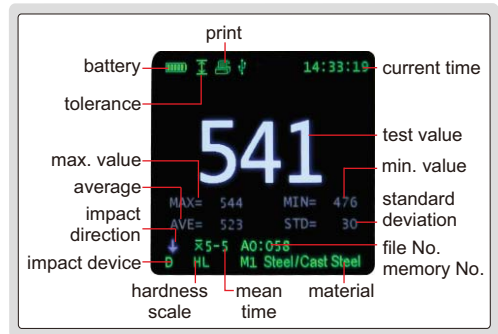 print
battery
14:33:19
current time
tolerance
541
test value
max. value
min. value
MAX= 544
MIN= 476
average
standard deviation
AVE= 523
STD= 30
impact direction
x̄5-5
A0:058
file No.
memory No.
impact device
D
HL
M1 Steel/Cast Steel
hardness scale
mean time
material